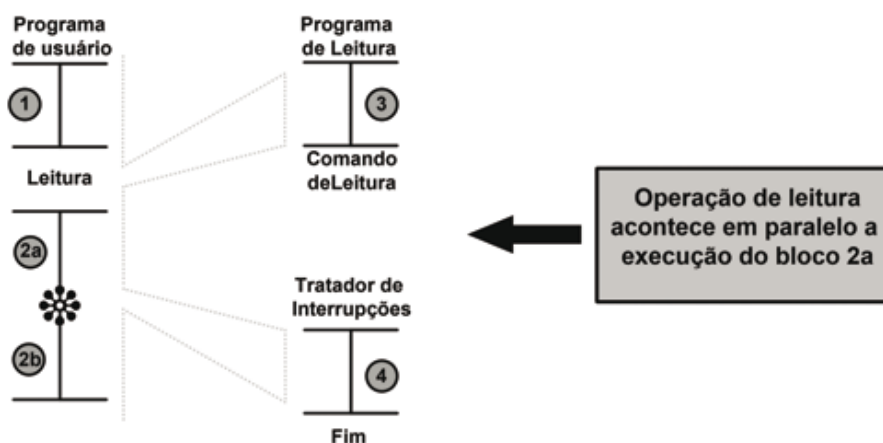 Programa
de usuário
1
Leitura
2a
2b
Programa
de Leitura
3
Comando
deLeitura
Tratador de
Interrupções
4
Fim
Operação de leitura
acontece em paralelo a
execução do bloco 2a